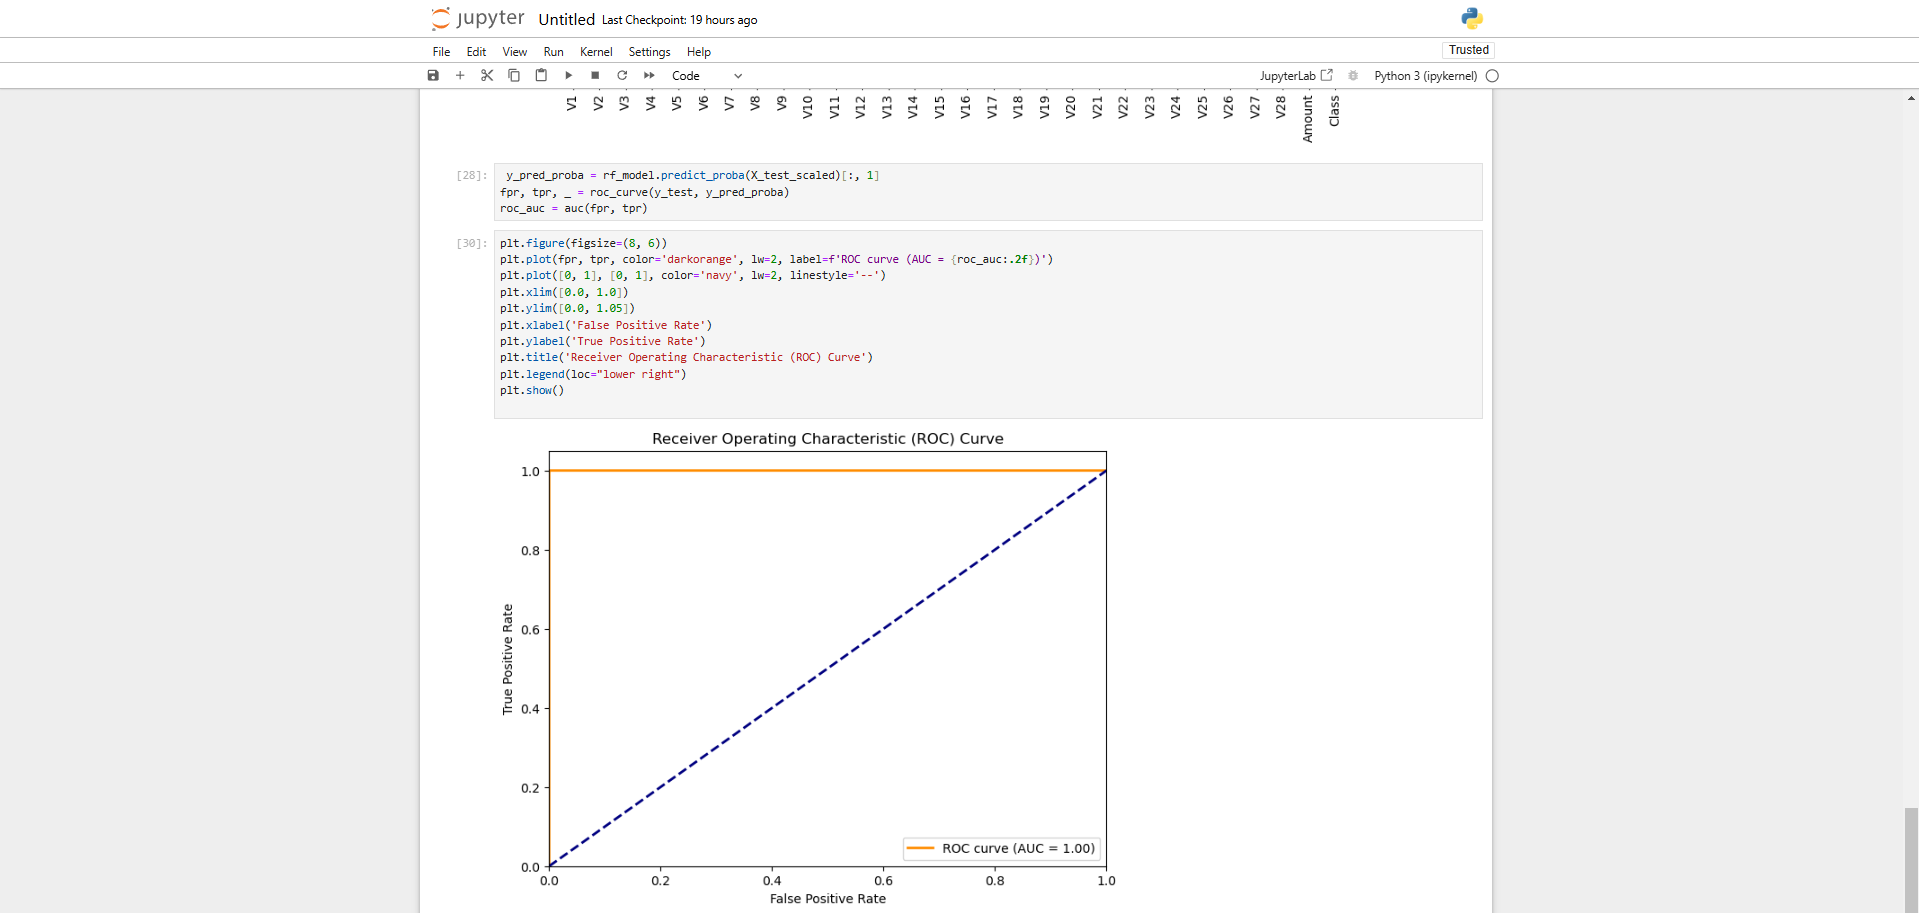 jupyter Untitled Last Checkpoint: 19 hours ago
File Edit View Run Kernel Settings Help Trusted
Code JupyterLab Python 3 (ipykernel)
V1 V2 V3 V4 V5 V6 V7 V8 V9 V10 V11 V12 V13 V14 V15 V16 V17 V18 V19 V20 V21 V22 V23 V24 V25 V26 V27 V28 Amount Class
[28]: y_pred_proba = rf_model.predict_proba(X_test_scaled)[:, 1]
fpr, tpr, _ = roc_curve(y_test, y_pred_proba)
roc_auc = auc(fpr, tpr)
[30]: plt.figure(figsize=(8, 6))
plt.plot(fpr, tpr, color='darkorange', lw=2, label=f'ROC curve (AUC = {roc_auc:.2f})')
plt.plot([0, 1], [0, 1], color='navy', lw=2, linestyle='--')
plt.xlim([0.0, 1.0])
plt.ylim([0.0, 1.05])
plt.xlabel('False Positive Rate')
plt.ylabel('True Positive Rate')
plt.title('Receiver Operating Characteristic (ROC) Curve')
plt.legend(loc="lower right")
plt.show()
Receiver Operating Characteristic (ROC) Curve
1.0
0.8
0.6
0.4
0.2
0.0
True Positive Rate
ROC curve (AUC = 1.00)
0.0 0.2 0.4 0.6 0.8 1.0
False Positive Rate